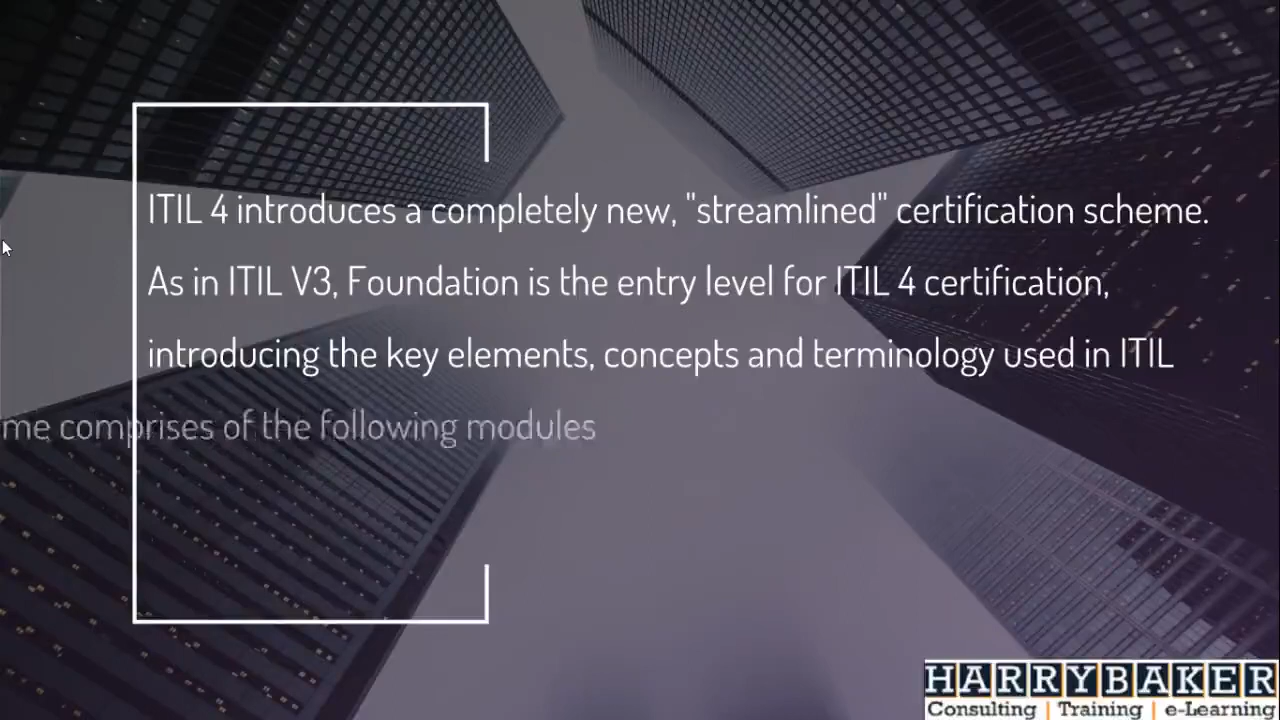 ITIL 4 introduces a completely new, "streamlined" certification scheme.
As in ITIL V3, Foundation is the entry level for ITIL 4 certification,
introducing the key elements, concepts and terminology used in ITIL
me comprises of the following modules
HARRYBAKER
Consulting | Training | e-Learning